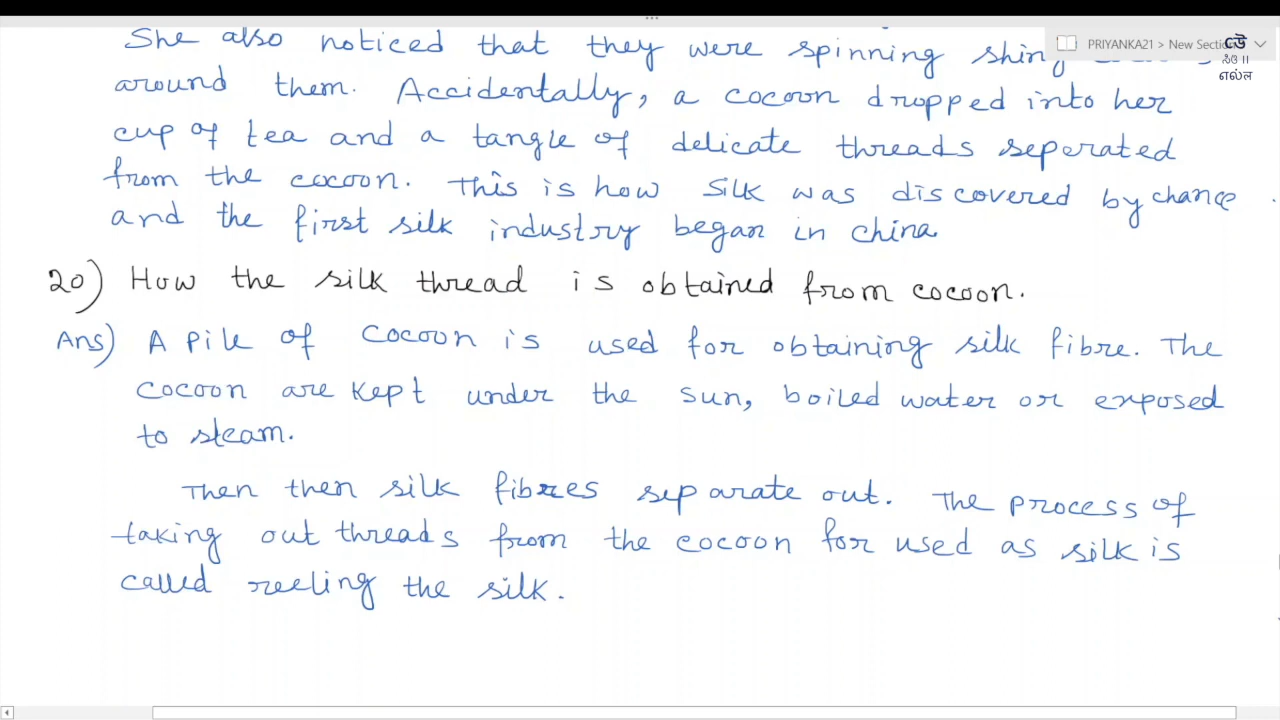 She also noticed that they were spinning shiny
PRIYANKA21 > New Secti
around them. Accidentally, a cocoon dropped into her
cup of tea and a tangle of delicate threads seperated
from the cocoon. This is how silk was discovered by chance
and the first silk industry began in china
20) How the silk thread is obtained from cocoon.
Ans) A pile of cocoon is used for obtaining silk fibre. The
cocoon are kept under the sun, boiled water or exposed
to steam.
Then then silk fibres separate out. The process of
taking out threads from the cocoon for used as silk is
called reeling the silk.